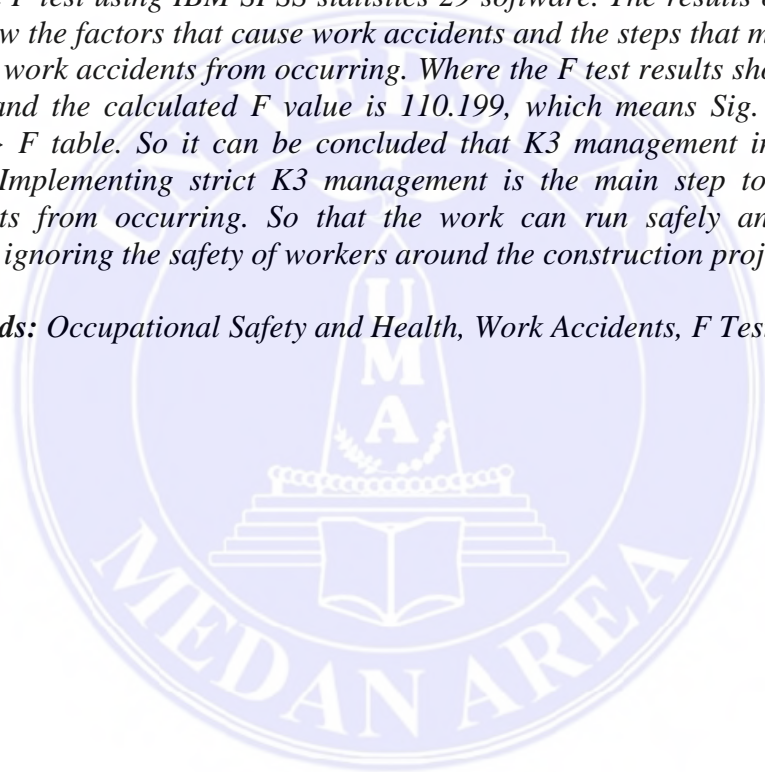 F test using IBM SPSS statistics 29 software. The results
w the factors that cause work accidents and the steps that m
work accidents from occurring. Where the F test results sho
and the calculated F value is 110.199, which means Sig.
F table. So it can be concluded that K3 management in
Implementing strict K3 management is the main step to
ts from occurring. So that the work can run safely an
ignoring the safety of workers around the construction proj
ds: Occupational Safety and Health, Work Accidents, F Tes
UNIVERSITAS
UMA
MEDAN AREA